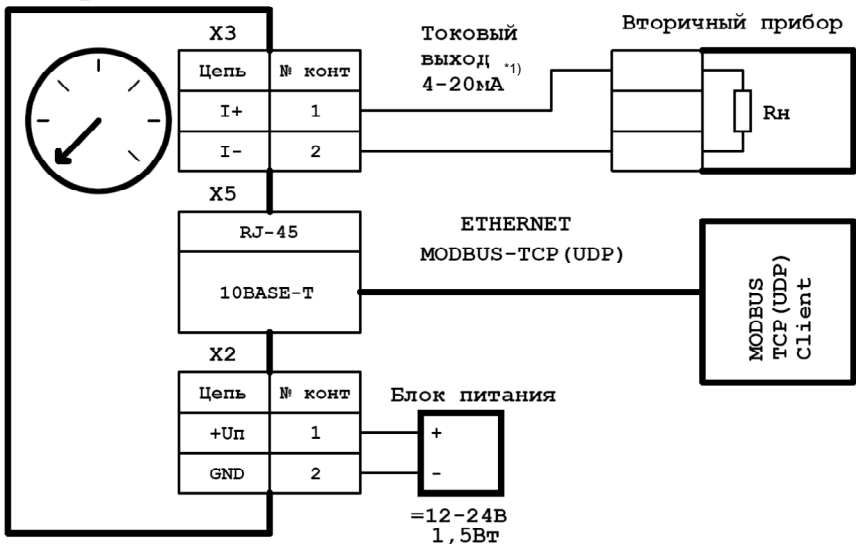 X3
Цепь № конт
I+ 1
I- 2
Токовый
выход *1)
4-20мА
Вторичный прибор
Rн
X5
RJ-45
10BASE-T
ETHERNET
MODBUS-TCP(UDP)
MODBUS
TCP(UDP)
Client
X2
Цепь № конт
+Uп 1
GND 2
Блок питания
+
-
=12-24В
1,5Вт